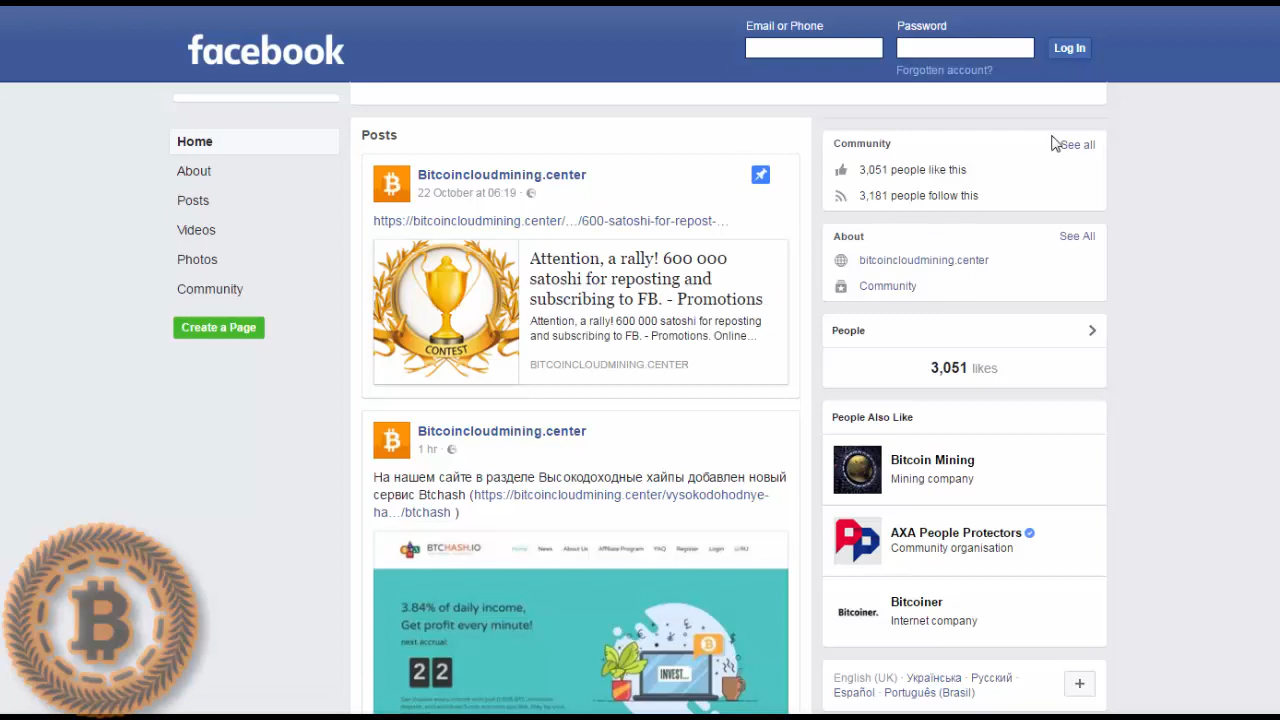 facebook
Email or Phone
Password
Log In
Forgotten account?
Home
About
Posts
Videos
Photos
Community
Create a Page
Posts
Bitcoincloudmining.center
22 October at 06:19 ·
https://bitcoincloudmining.center/…/600-satoshi-for-repost-…
CONTEST
Attention, a rally! 600 000
satoshi for reposting and
subscribing to FB. - Promotions
Attention, a rally! 600 000 satoshi for reposting
and subscribing to FB. - Promotions. Online…
BITCOINCLOUDMINING.CENTER
Bitcoincloudmining.center
1 hr ·
На нашем сайте в разделе Высокодоходные хайпы добавлен новый
сервис Btchash (https://bitcoincloudmining.center/vysokodohodnye-
ha…/btchash )
BTCHASH.IO
Home
News
About Us
Affiliate Program
FAQ
Register
Login
RU
3.84% of daily income,
Get profit every minute!
next accrual:
22
INVEST...
Community
See all
3,051 people like this
3,181 people follow this
About
See All
bitcoincloudmining.center
Community
People
3,051 likes
People Also Like
Bitcoin Mining
Mining company
AXA People Protectors
Community organisation
Bitcoiner.
Bitcoiner
Internet company
English (UK) · Українська · Русский ·
Español · Português (Brasil)